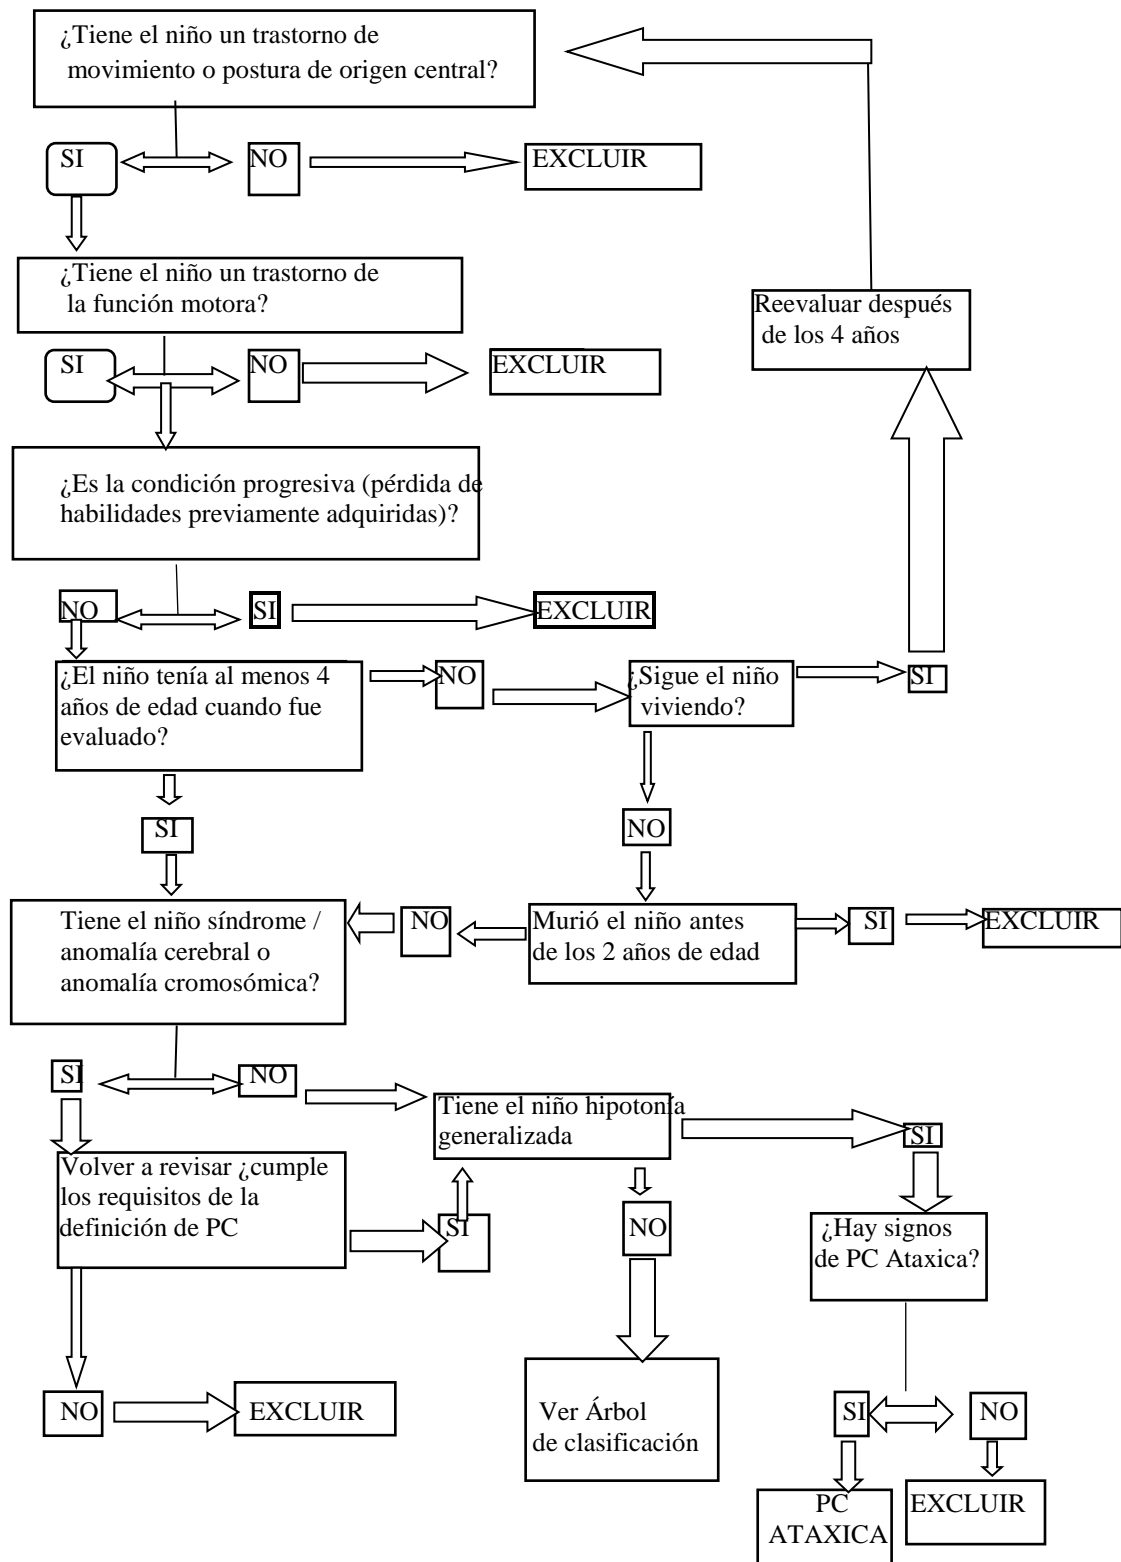 ¿Tiene el niño un trastorno de
movimiento o postura de origen central?
SI
NO
EXCLUIR
¿Tiene el niño un trastorno de
la función motora?
Reevaluar después
de los 4 años
SI
NO
EXCLUIR
¿Es la condición progresiva (pérdida de
habilidades previamente adquiridas)?
NO
SI
EXCLUIR
¿El niño tenía al menos 4
años de edad cuando fue
evaluado?
NO
¿Sigue el niño
viviendo?
SI
SI
NO
Tiene el niño síndrome /
anomalía cerebral o
anomalía cromosómica?
NO
Murió el niño antes
de los 2 años de edad
SI
EXCLUIR
SI
NO
Tiene el niño hipotonía
generalizada
SI
Volver a revisar ¿cumple
los requisitos de la
definición de PC
SI
NO
¿Hay signos
de PC Ataxica?
NO
EXCLUIR
Ver Árbol
de clasificación
SI
NO
PC
ATAXICA
EXCLUIR